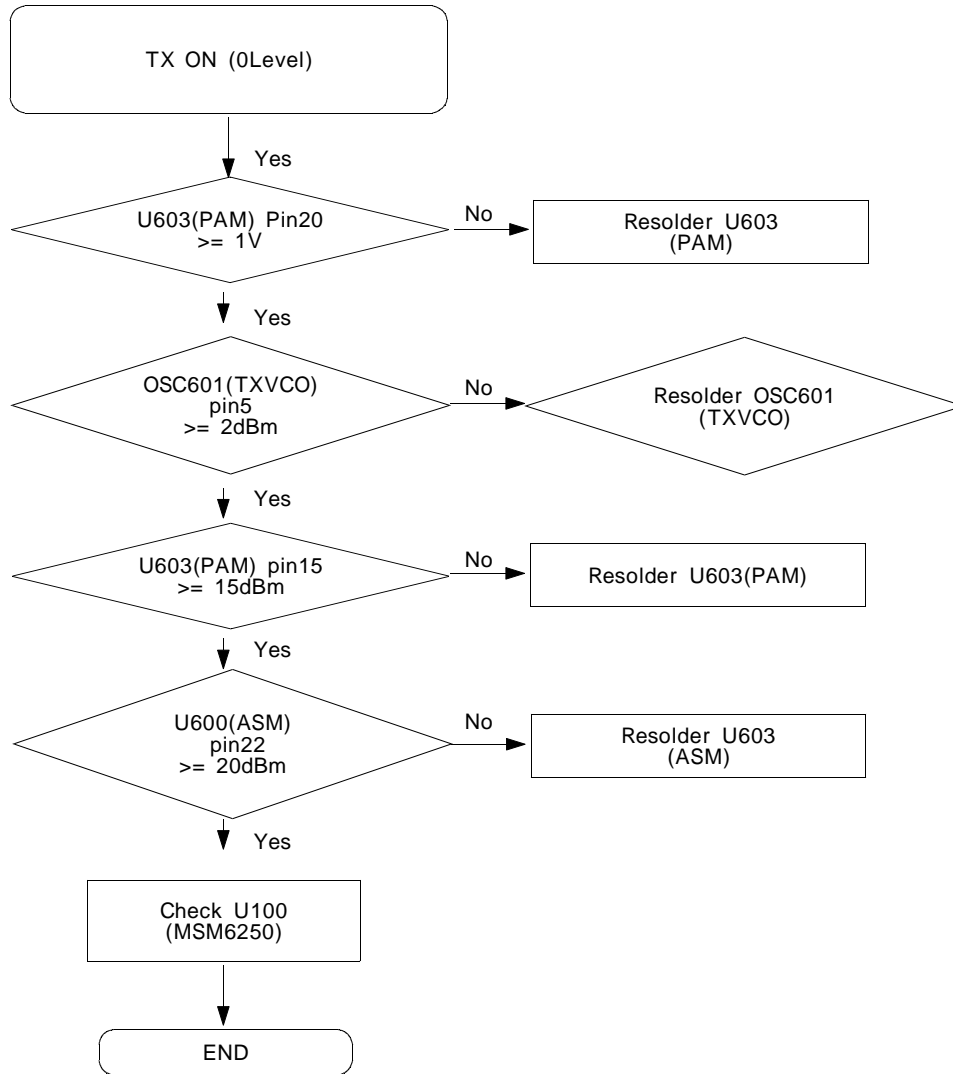 TX ON (0Level)
Yes
U603(PAM) Pin20
>= 1V
No
Resolder U603
(PAM)
Yes
OSC601(TXVCO)
pin5
>= 2dBm
No
Resolder OSC601
(TXVCO)
Yes
U603(PAM) pin15
>= 15dBm
No
Resolder U603(PAM)
Yes
U600(ASM)
pin22
>= 20dBm
No
Resolder U603
(ASM)
Yes
Check U100
(MSM6250)
END